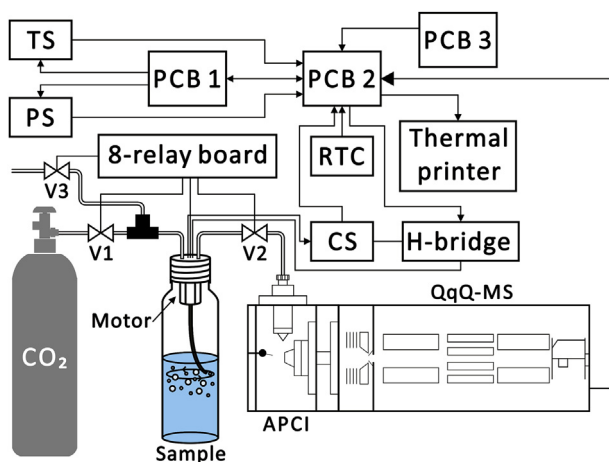 TS
PCB 1
PCB 2
PCB 3
PS
8-relay board
RTC
Thermal
printer
V3
V1
V2
CS
H-bridge
Motor
QqQ-MS
CO₂
APCI
Sample